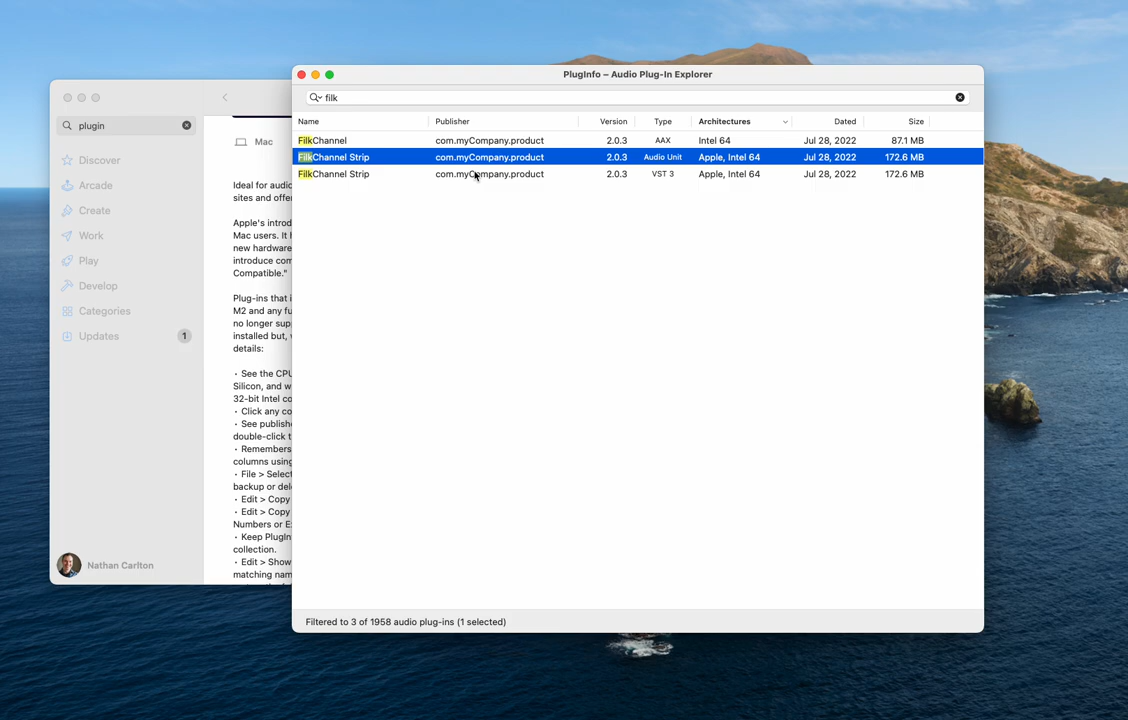 plugin
Discover
Arcade
Create
Work
Play
Develop
Categories
Updates 1
Nathan Carlton
Mac
Ideal for audio
sites and offer
Apple's introd
Mac users. It h
new hardware
introduce com
Compatible."
Plug-ins that i
M2 and any fu
no longer sup
installed but, w
details:
• See the CPU
Silicon, and w
32-bit Intel co
• Click any co
• See publish
double-click t
• Remembers
columns using
• File > Select
backup or del
• Edit > Copy
• Edit > Copy
Numbers or E
• Keep PlugIn
collection.
• Edit > Show
matching nam
PlugInfo – Audio Plug-In Explorer
filk
Name Publisher Version Type Architectures Dated Size
FilkChannel com.myCompany.product 2.0.3 AAX Intel 64 Jul 28, 2022 87.1 MB
FilkChannel Strip com.myCompany.product 2.0.3 Audio Unit Apple, Intel 64 Jul 28, 2022 172.6 MB
FilkChannel Strip com.myCompany.product 2.0.3 VST 3 Apple, Intel 64 Jul 28, 2022 172.6 MB
Filtered to 3 of 1958 audio plug-ins (1 selected)